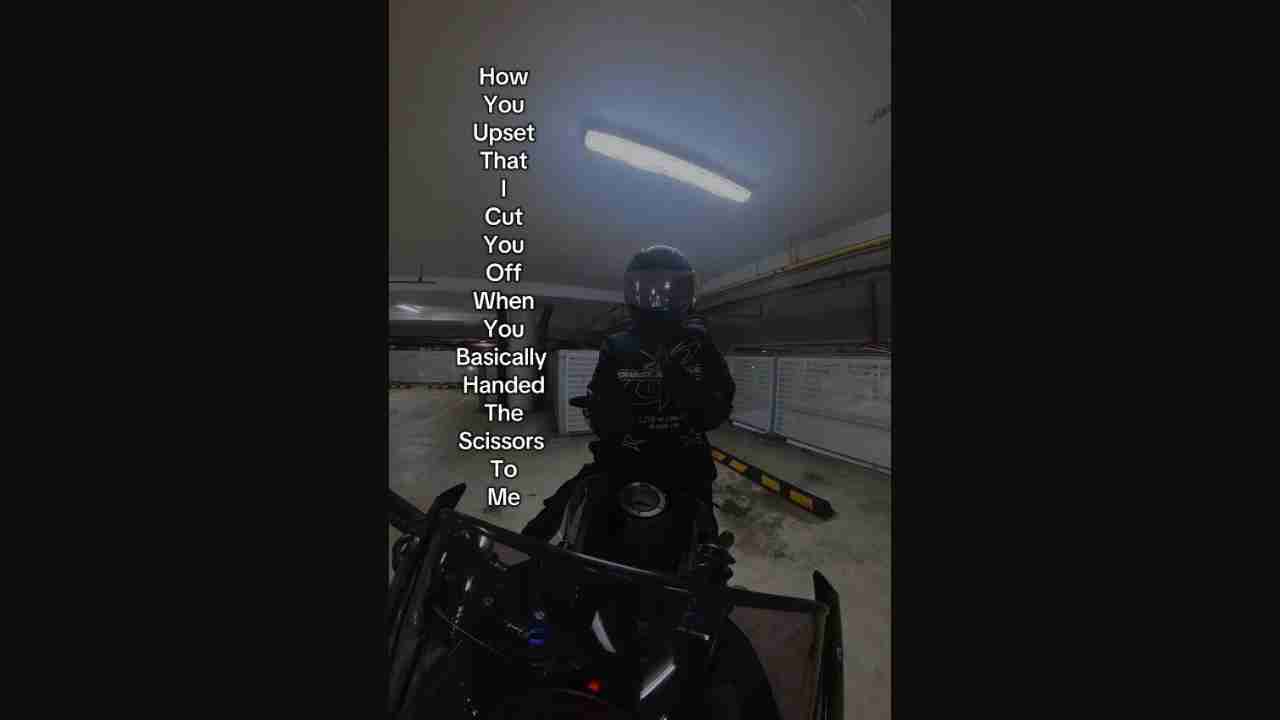 How
You
Upset
That
I
Cut
You
Off
When
You
Basically
Handed
The
Scissors
To
Me